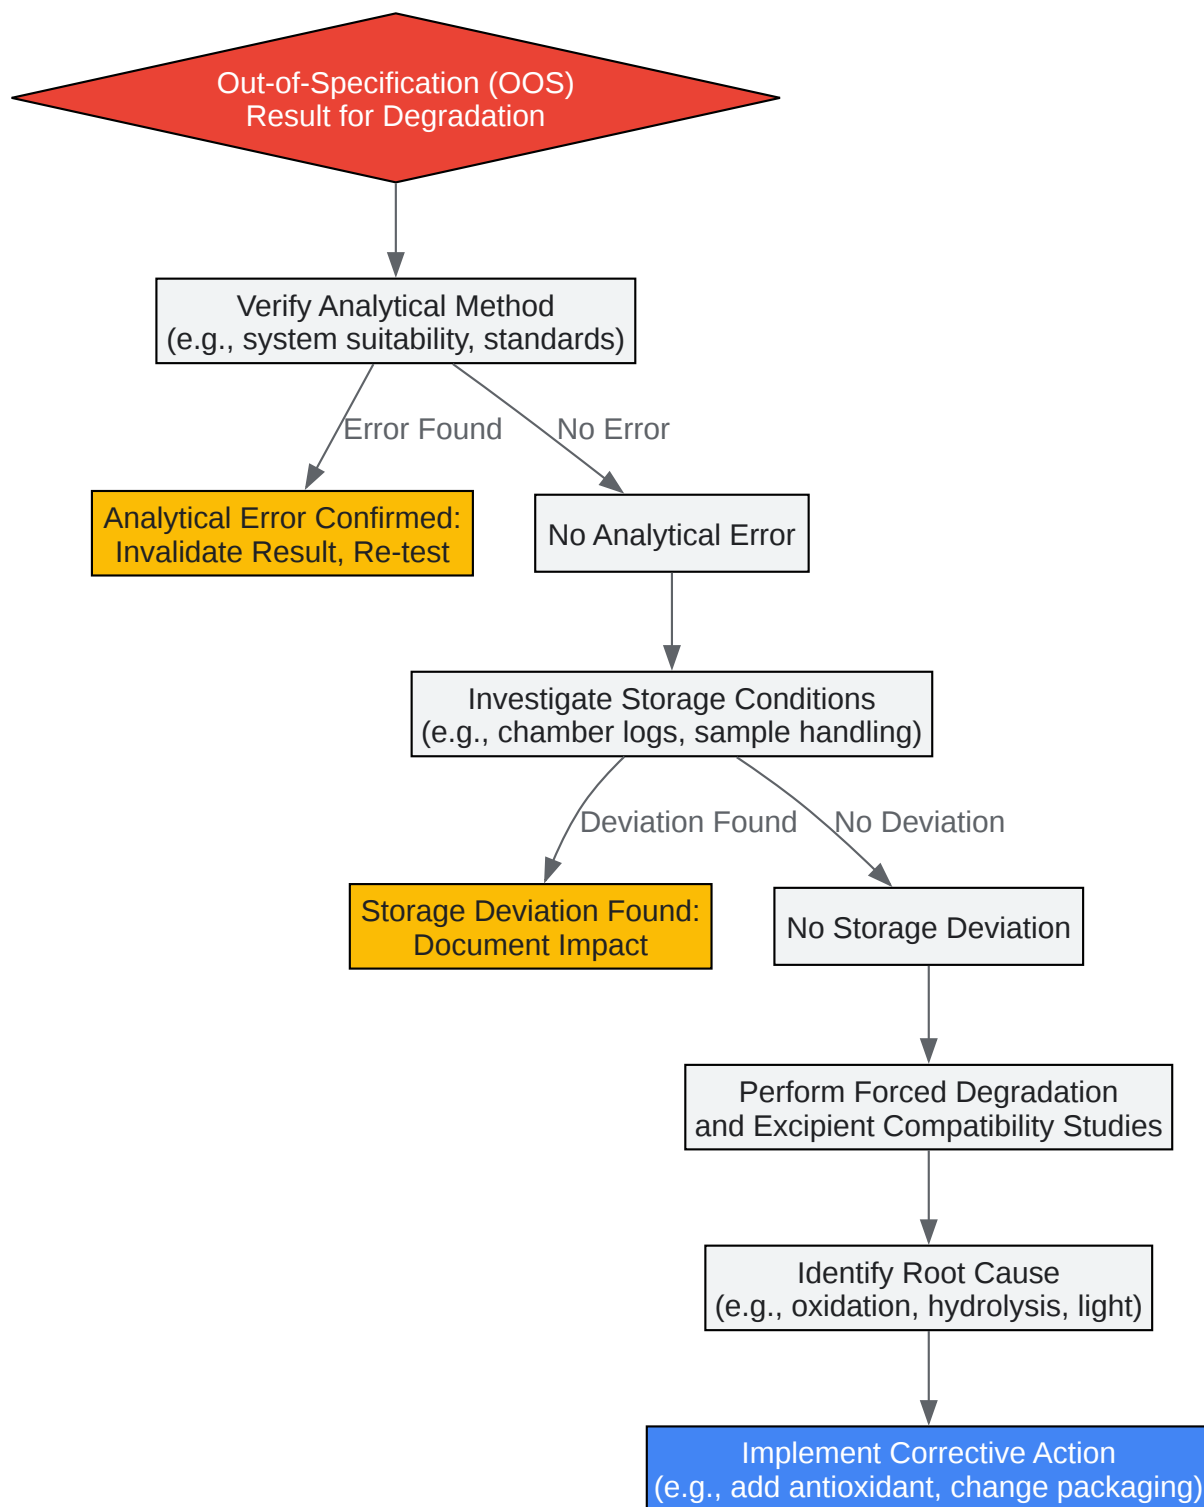 Out-of-Specification (OOS)
Result for Degradation
Verify Analytical Method
(e.g., system suitability, standards)
Error Found
No Error
Analytical Error Confirmed:
Invalidate Result, Re-test
No Analytical Error
Investigate Storage Conditions
(e.g., chamber logs, sample handling)
Deviation Found
No Deviation
Storage Deviation Found:
Document Impact
No Storage Deviation
Perform Forced Degradation
and Excipient Compatibility Studies
Identify Root Cause
(e.g., oxidation, hydrolysis, light)
Implement Corrective Action
(e.g., add antioxidant, change packaging)